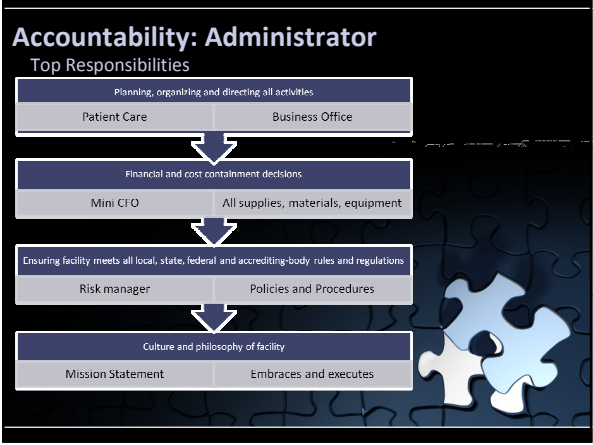 Accountability: Administrator
Top Responsibilities
Planning, organizing and directing all activities
Patient Care
Business Office
Financial and cost containment decisions
Mini CFO
All supplies, materials, equipment
Ensuring facility meets all local, state, federal and accrediting-body rules and regulations
Risk manager
Policies and Procedures
Culture and philosophy of facility
Mission Statement
Embraces and executes